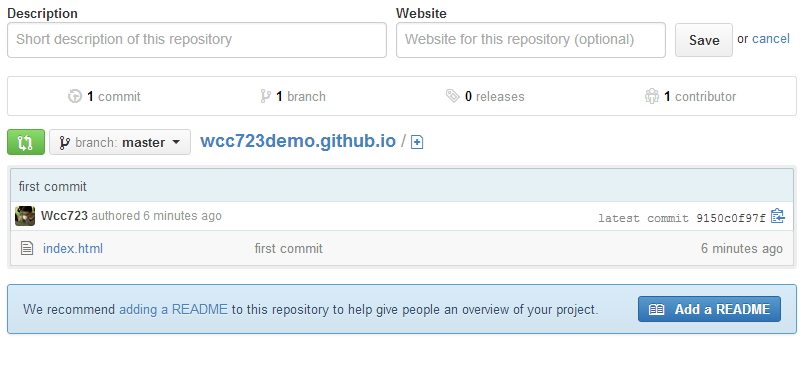 Description Website
Short description of this repository Website for this repository (optional) Save or cancel
1 commit 1 branch 0 releases 1 contributor
branch: master wcc723demo.github.io /
first commit
Wcc723 authored 6 minutes ago latest commit 9150c0f97f
index.html first commit 6 minutes ago
We recommend adding a README to this repository to help give people an overview of your project. Add a README